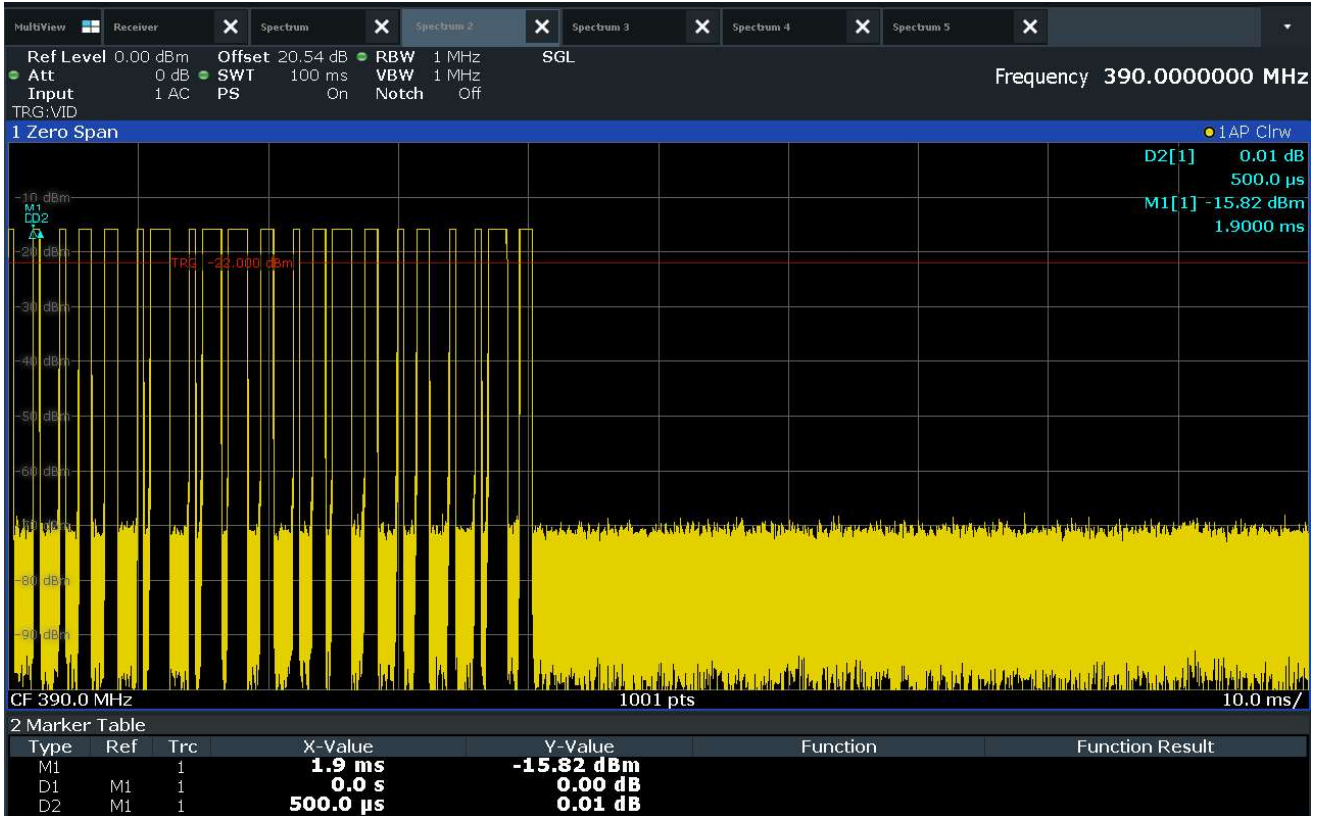 MultiView Receiver X Spectrum X Spectrum 2 X Spectrum 3 X Spectrum 4 X Spectrum 5 X
Ref Level 0.00 dBm Offset 20.54 dB RBW 1 MHz SGL
Att 0 dB SWT 100 ms VBW 1 MHz
Input 1 AC PS On Notch Off
Frequency 390.0000000 MHz
TRG:VID
1 Zero Span 1AP Clrw
D2[1] 0.01 dB
500.0 µs
M1[1] -15.82 dBm
1.9000 ms
-10 dBm
M1
D2
-20 dBm
TRG -22.000 dBm
-30 dBm
-40 dBm
-50 dBm
-60 dBm
-80 dBm
-90 dBm
CF 390.0 MHz 1001 pts 10.0 ms/
2 Marker Table
Type Ref Trc X-Value Y-Value Function Function Result
M1 1 1.9 ms -15.82 dBm
D1 M1 1 0.0 s 0.00 dB
D2 M1 1 500.0 µs 0.01 dB